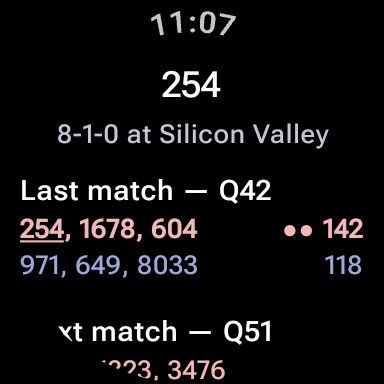 11:07
254
8-1-0 at Silicon Valley
Last match — Q42
254, 1678, 604 •• 142
971, 649, 8033 118
match — Q51
3476